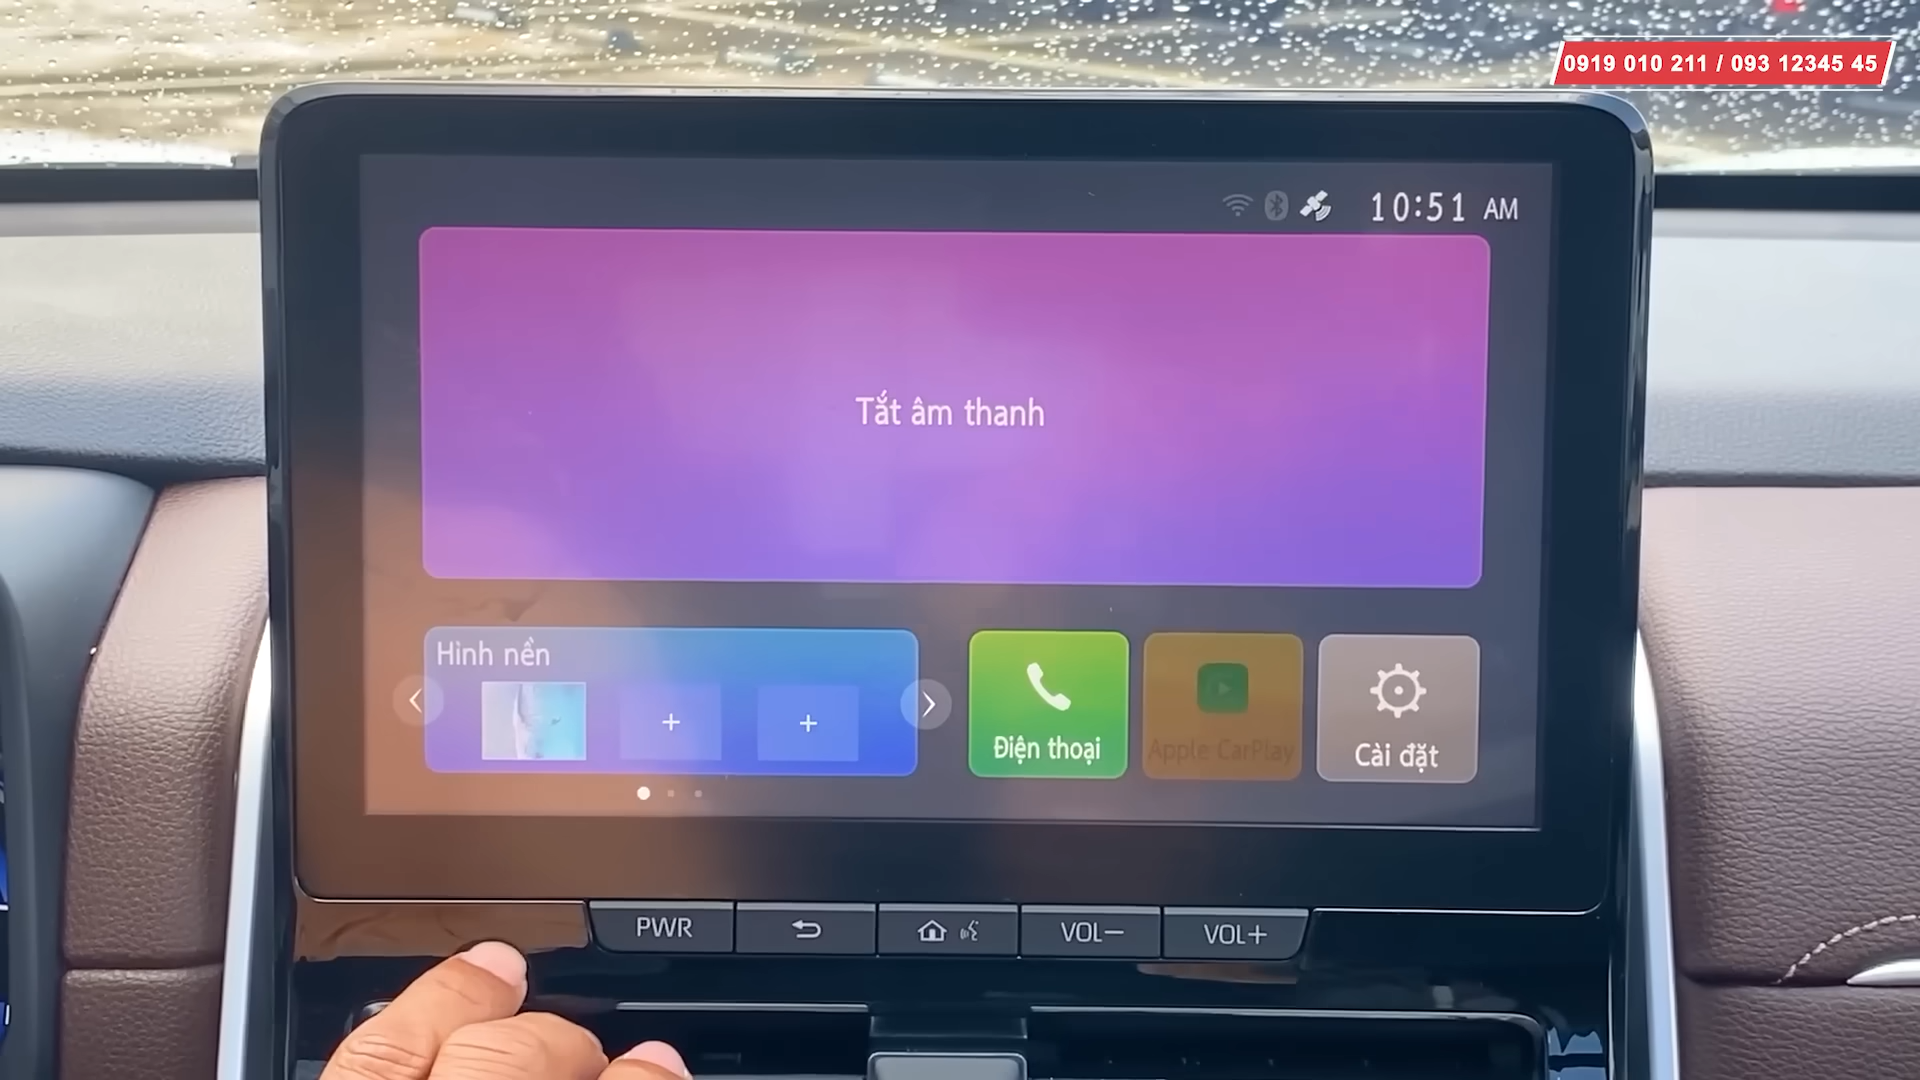 0919 010 211 / 093 12345 45
10:51 AM
Tắt âm thanh
Hình nền
+ +
Điện thoại
Apple CarPlay
Cài đặt
PWR
VOL−
VOL+